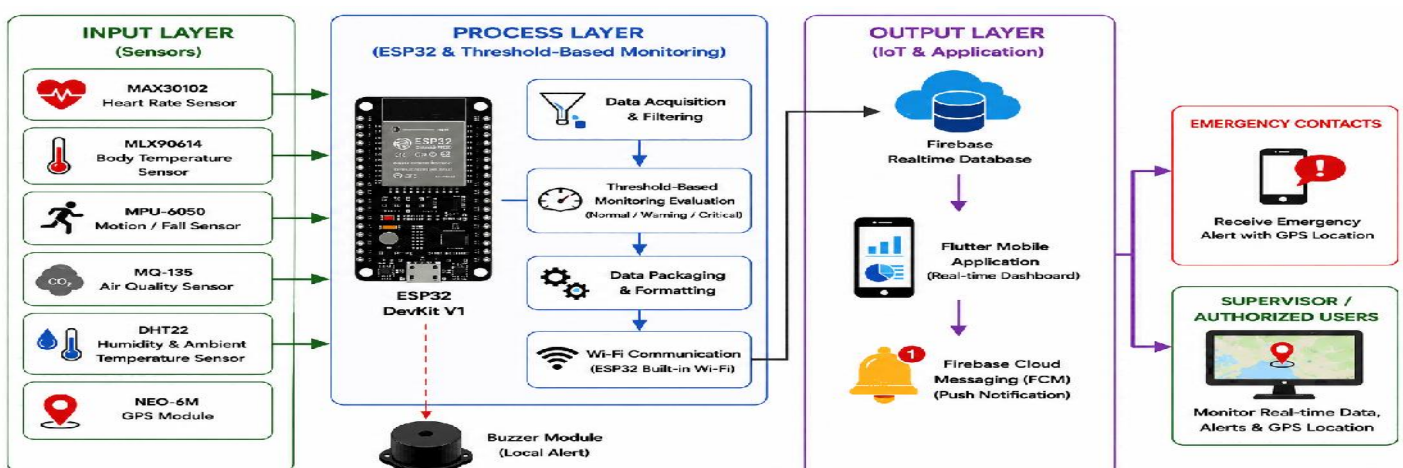 INPUT LAYER
(Sensors)
MAX30102
Heart Rate Sensor
MLX90614
Body Temperature
Sensor
MPU-6050
Motion / Fall Sensor
MQ-135
Air Quality Sensor
DHT22
Humidity & Ambient
Temperature Sensor
NEO-6M
GPS Module
PROCESS LAYER
(ESP32 & Threshold-Based Monitoring)
ESP32
ESP32
DevKit V1
Data Acquisition
& Filtering
Threshold-Based
Monitoring Evaluation
(Normal / Warning / Critical)
Data Packaging
& Formatting
Wi-Fi Communication
(ESP32 Built-in Wi-Fi)
Buzzer Module
(Local Alert)
OUTPUT LAYER
(IoT & Application)
Firebase
Realtime Database
Flutter Mobile
Application
(Real-time Dashboard)
1
Firebase Cloud
Messaging (FCM)
(Push Notification)
EMERGENCY CONTACTS
Receive Emergency
Alert with GPS Location
SUPERVISOR /
AUTHORIZED USERS
Monitor Real-time Data,
Alerts & GPS Location